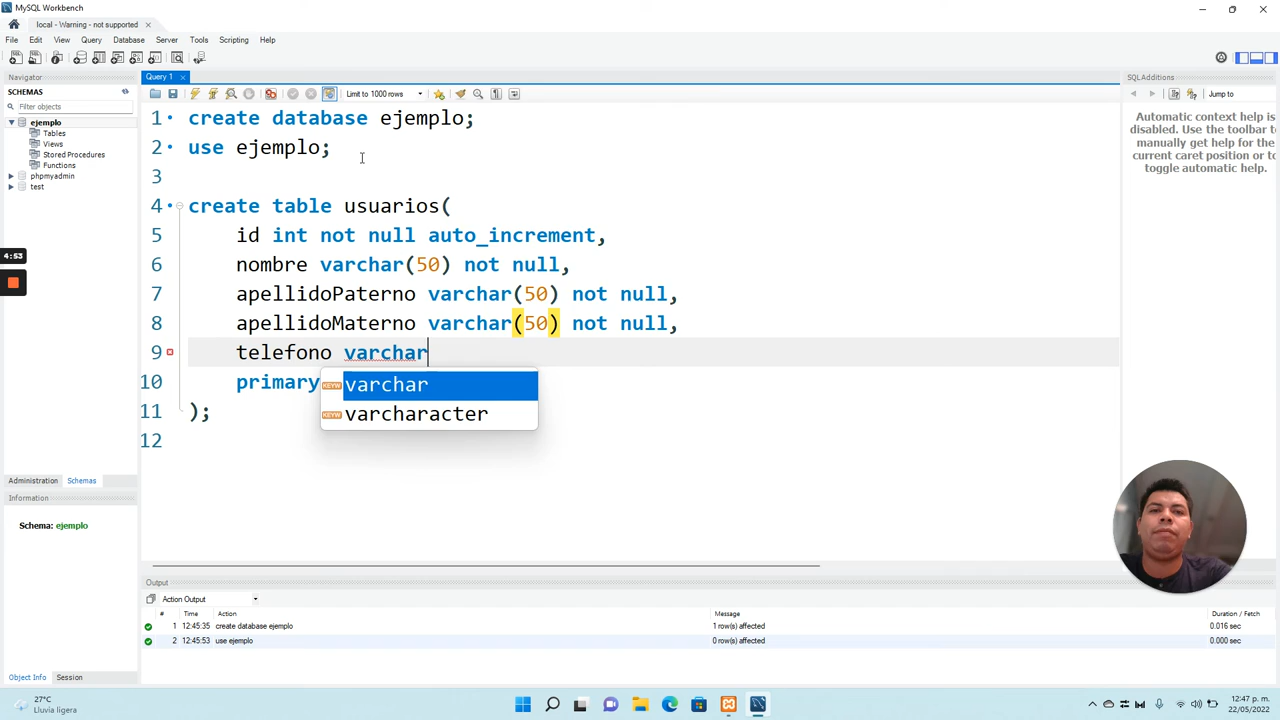 MySQL Workbench
local - Warning - not supported
File Edit View Query Database Server Tools Scripting Help
Navigator
SCHEMAS
Filter objects
ejemplo
Tables
Views
Stored Procedures
Functions
phpmyadmin
test
4:53
Administration Schemas
Information
Schema: ejemplo
Object Info Session
Query 1
Limit to 1000 rows
1 create database ejemplo;
2 use ejemplo;
3
4 create table usuarios(
5 id int not null auto_increment,
6 nombre varchar(50) not null,
7 apellidoPaterno varchar(50) not null,
8 apellidoMaterno varchar(50) not null,
9 telefono varchar
10 primary
11 );
12
KEYW varchar
KEYW varcharacter
SQLAdditions
Jump to
Automatic context help is
disabled. Use the toolbar to
manually get help for the
current caret position or to
toggle automatic help.
Output
Action Output
# Time Action Message Duration / Fetch
1 12:45:35 create database ejemplo 1 row(s) affected 0.016 sec
2 12:45:53 use ejemplo 0 row(s) affected 0.000 sec
27°C
Lluvia ligera
12:47 p. m.
22/05/2022